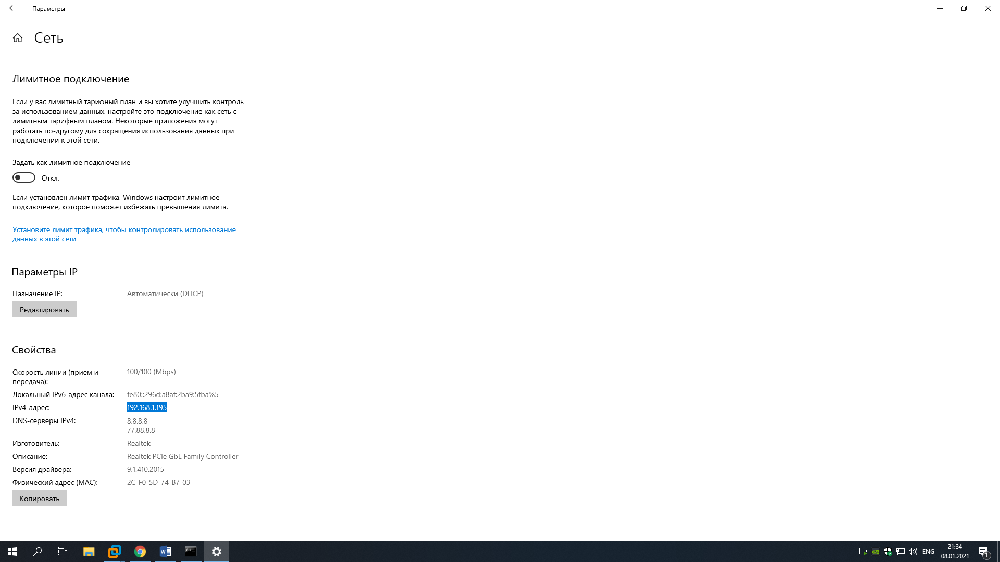 Параметры
Сеть
Лимитное подключение
Если у вас лимитный тарифный план и вы хотите улучшить контроль
за использованием данных, настройте это подключение как сеть с
лимитным тарифным планом. Некоторые приложения могут
работать по-другому для сокращения использования данных при
подключении к этой сети.
Задать как лимитное подключение
Откл.
Если установлен лимит трафика, Windows настроит лимитное
подключение, которое поможет избежать превышения лимита.
Установите лимит трафика, чтобы контролировать использование
данных в этой сети
Параметры IP
Назначение IP: Автоматически (DHCP)
Редактировать
Свойства
Скорость линии (прием и 100/100 (Mbps)
передача):
Локальный IPv6-адрес канала: fe80::296d:a8af:2ba9:5fba%5
IPv4-адрес: 192.168.1.195
DNS-серверы IPv4: 8.8.8.8
77.88.8.8
Изготовитель: Realtek
Описание: Realtek PCIe GbE Family Controller
Версия драйвера: 9.1.410.2015
Физический адрес (MAC): 2C-F0-5D-74-B7-03
Копировать
ENG
21:34
08.01.2021
1